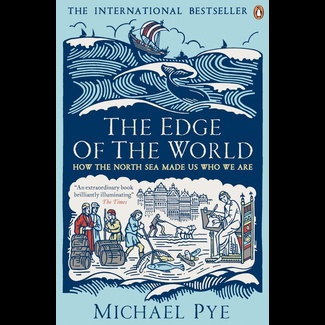 THE INTERNATIONAL BESTSELLER
THE EDGE
OF THE WORLD
HOW THE NORTH SEA MADE US WHO WE ARE
"An extraordinary book
brilliantly illuminating"
The Times
MICHAEL PYE